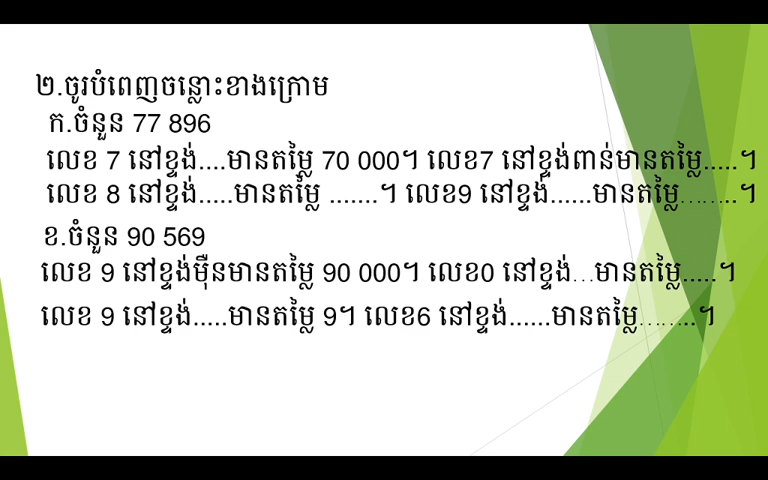 ២.ចូរបំពេញចន្លោះខាងក្រោម
ក.ចំនួន 77 896
លេខ 7 នៅខ្ទង់....មានតម្លៃ 70 000។ លេខ7 នៅខ្ទង់ពាន់មានតម្លៃ.....។
លេខ 8 នៅខ្ទង់.....មានតម្លៃ .......។ លេខ9 នៅខ្ទង់......មានតម្លៃ……..។
ខ.ចំនួន 90 569
លេខ 9 នៅខ្ទង់ម៉ឺនមានតម្លៃ 90 000។ លេខ0 នៅខ្ទង់…មានតម្លៃ.....។
លេខ 9 នៅខ្ទង់.....មានតម្លៃ 9។ លេខ6 នៅខ្ទង់......មានតម្លៃ……..។